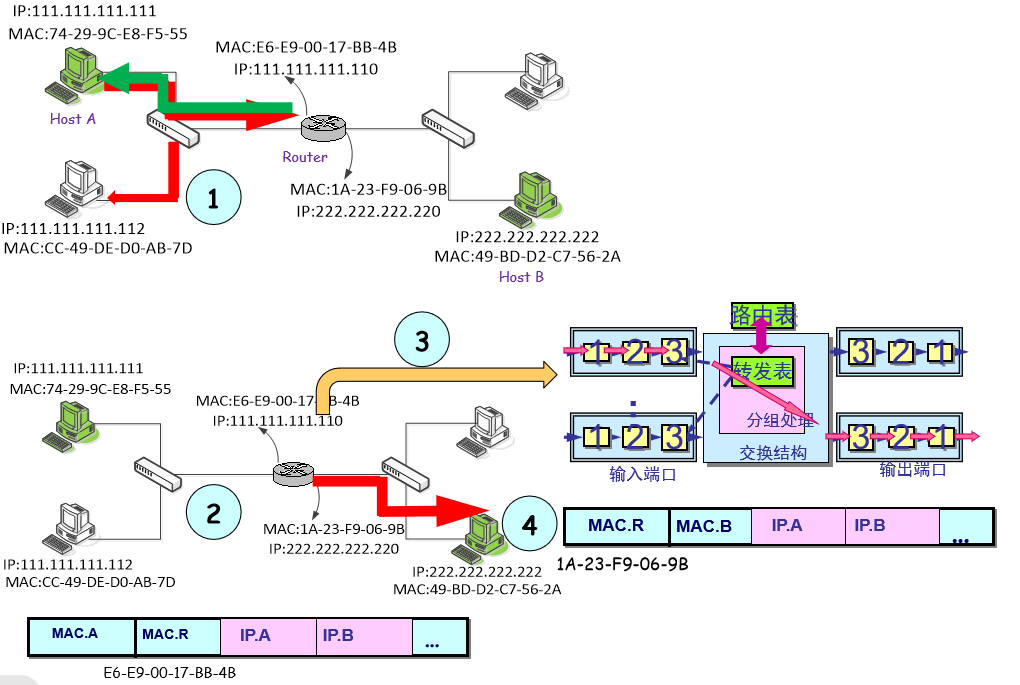 IP:111.111.111.111
MAC:74-29-9C-E8-F5-55
Host A
MAC:E6-E9-00-17-BB-4B
IP:111.111.111.110
Router
MAC:1A-23-F9-06-9B
IP:222.222.222.220
1
IP:111.111.111.112
MAC:CC-49-DE-D0-AB-7D
IP:222.222.222.222
MAC:49-BD-D2-C7-56-2A
Host B
3
IP:111.111.111.111
MAC:74-29-9C-E8-F5-55
MAC:E6-E9-00-17-BB-4B
IP:111.111.111.110
2
MAC:1A-23-F9-06-9B
IP:222.222.222.220
IP:111.111.111.112
MAC:CC-49-DE-D0-AB-7D
4
IP:222.222.222.222
MAC:49-BD-D2-C7-56-2A
路由表
1 2 3
转发表
3 2 1
分组处理
1 2 3
交换结构
3 2 1
输入端口
输出端口
MAC.R MAC.B IP.A IP.B ...
1A-23-F9-06-9B
MAC.A MAC.R IP.A IP.B ...
E6-E9-00-17-BB-4B